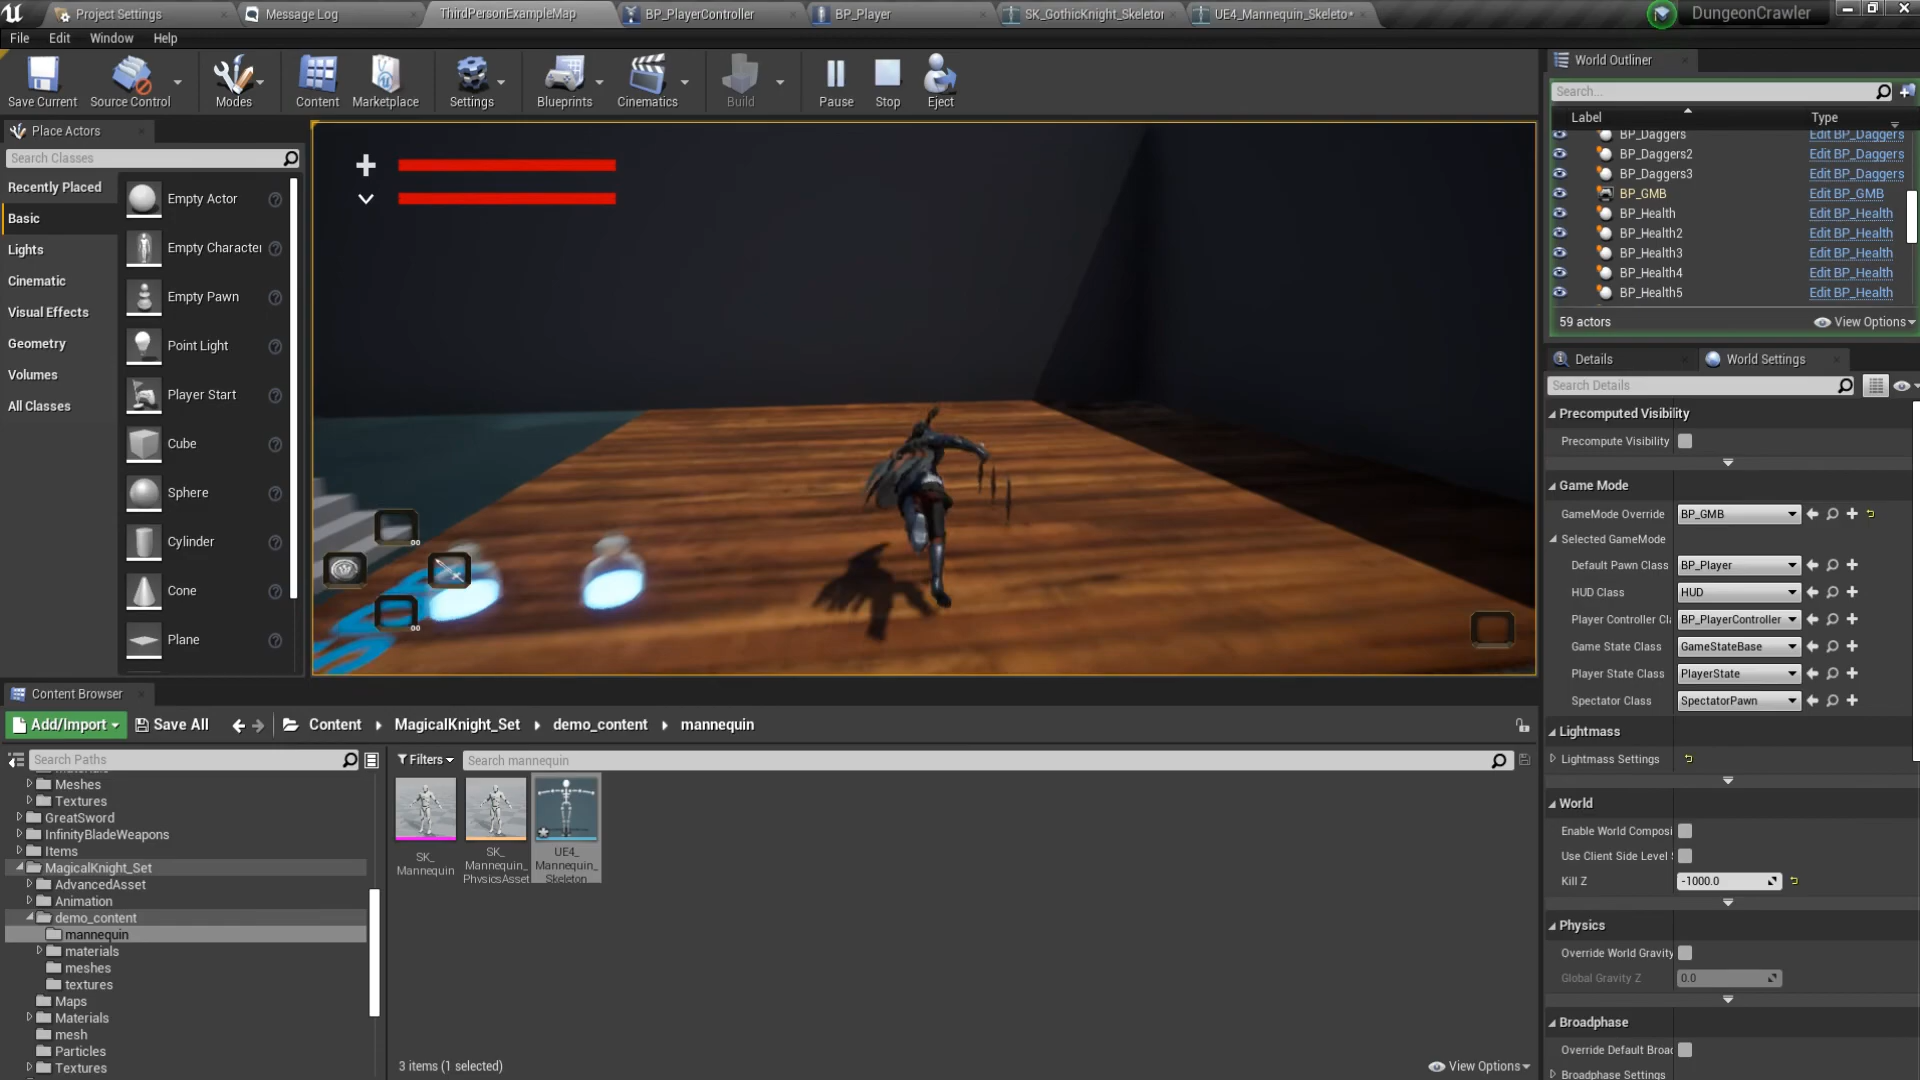 Project Settings
Message Log
ThirdPersonExampleMap
BP_PlayerController
BP_Player
SK_GothicKnight_Skeleton
UE4_Mannequin_Skeleto•
DungeonCrawler
File Edit Window Help
Save Current
Source Control
Modes
Content
Marketplace
Settings
Blueprints
Cinematics
Build
Pause
Stop
Eject
Place Actors
Search Classes
Recently Placed
Basic
Lights
Cinematic
Visual Effects
Geometry
Volumes
All Classes
Empty Actor
Empty Character
Empty Pawn
Point Light
Player Start
Cube
Sphere
Cylinder
Cone
Plane
World Outliner
Search...
Label Type
BP_Daggers Edit BP_Daggers
BP_Daggers2 Edit BP_Daggers
BP_Daggers3 Edit BP_Daggers
BP_GMB Edit BP_GMB
BP_Health Edit BP_Health
BP_Health2 Edit BP_Health
BP_Health3 Edit BP_Health
BP_Health4 Edit BP_Health
BP_Health5 Edit BP_Health
59 actors View Options
Details
World Settings
Search Details
Precomputed Visibility
Precompute Visibility
Game Mode
GameMode Override BP_GMB
Selected GameMode
Default Pawn Class BP_Player
HUD Class HUD
Player Controller Cl BP_PlayerController
Game State Class GameStateBase
Player State Class PlayerState
Spectator Class SpectatorPawn
Lightmass
Lightmass Settings
World
Enable World Composi
Use Client Side Level S
Kill Z -1000.0
Physics
Override World Gravity
Global Gravity Z 0.0
Broadphase
Override Default Broad
Broadphase Settings
Content Browser
Add/Import Save All Content MagicalKnight_Set demo_content mannequin
Search Paths
Filters Search mannequin
Meshes
Textures
GreatSword
InfinityBladeWeapons
Items
MagicalKnight_Set
AdvancedAsset
Animation
demo_content
mannequin
materials
meshes
textures
Maps
Materials
mesh
Particles
Textures
SK_
Mannequin
SK_
Mannequin_
PhysicsAsset
UE4_
Mannequin_
Skeleton
3 items (1 selected)
View Options